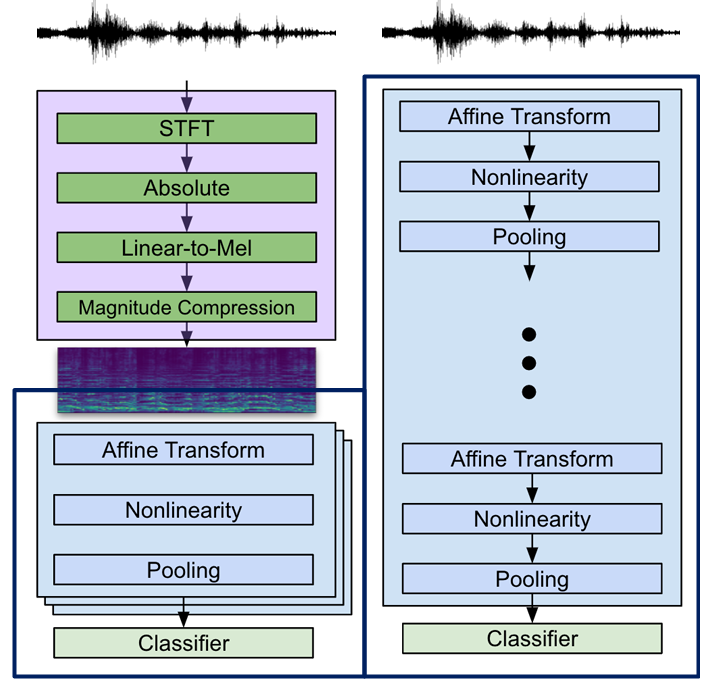 STFT
Absolute
Linear-to-Mel
Magnitude Compression
Affine Transform
Nonlinearity
Pooling
Classifier
Affine Transform
Nonlinearity
Pooling
Affine Transform
Nonlinearity
Pooling
Classifier